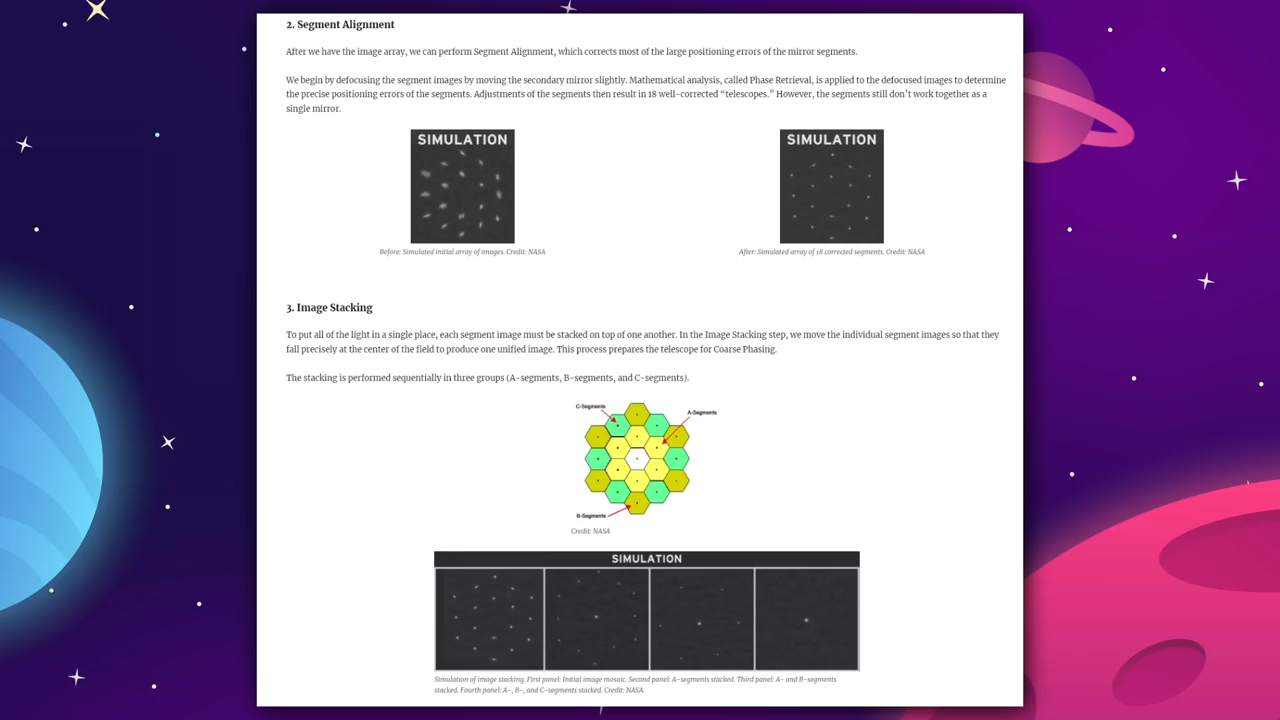 2. Segment Alignment
After we have the image array, we can perform Segment Alignment, which corrects most of the large positioning errors of the mirror segments.
We begin by defocusing the segment images by moving the secondary mirror slightly. Mathematical analysis, called Phase Retrieval, is applied to the defocused images to determine
the precise positioning errors of the segments. Adjustments of the segments then result in 18 well-corrected “telescopes.” However, the segments still don’t work together as a
single mirror.
SIMULATION
SIMULATION
Before: Simulated initial array of images. Credit: NASA
After: Simulated array of 18 corrected segments. Credit: NASA
3. Image Stacking
To put all of the light in a single place, each segment image must be stacked on top of one another. In the Image Stacking step, we move the individual segment images so that they
fall precisely at the center of the field to produce one unified image. This process prepares the telescope for Coarse Phasing.
The stacking is performed sequentially in three groups (A-segments, B-segments, and C-segments).
C-Segments
A-Segments
B-Segments
Credit: NASA
SIMULATION
Simulation of image stacking. First panel: Initial image mosaic. Second panel: A-segments stacked. Third panel: A- and B-segments
stacked. Fourth panel: A-, B-, and C-segments stacked. Credit: NASA.